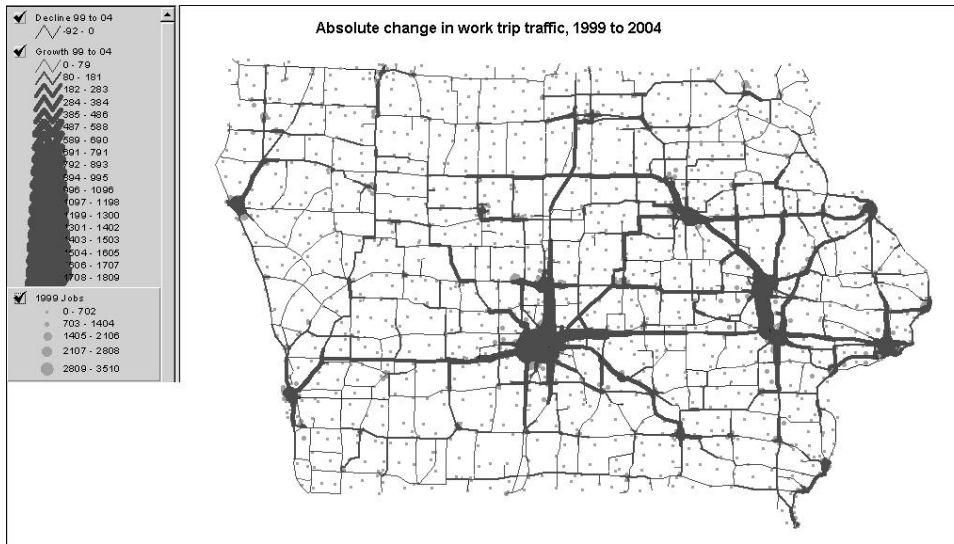 Absolute change in work trip traffic, 1999 to 2004
Decline 99 to 04
-92 - 0
Growth 99 to 04
0 - 79
80 - 181
182 - 283
284 - 384
385 - 486
487 - 588
589 - 690
691 - 791
792 - 893
894 - 995
996 - 1096
1097 - 1198
1199 - 1300
1301 - 1402
1403 - 1503
1504 - 1605
1606 - 1707
1708 - 1809
1999 Jobs
0 - 702
703 - 1404
1405 - 2106
2107 - 2808
2809 - 3510